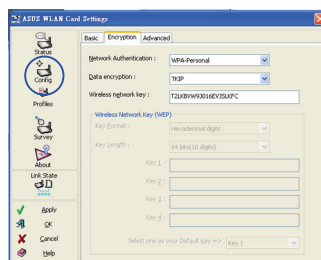 ASUS WLAN Card Settings
Status
Config
Profiles
Survey
About
Link State
Apply
OK
Cancel
Help
Basic Encryption Advanced
Network Authentication : WPA-Personal
Data encryption : TKIP
Wireless network key : T2LKBVW9J016EVJSLKPC
Wireless Network Key (WEP)
Key Format : Hexadecimal digits
Key Length : 64 bits(10 digits)
Key 1 :
Key 2 :
Key 3 :
Key 4 :
Select one as your Default Key => Key 1